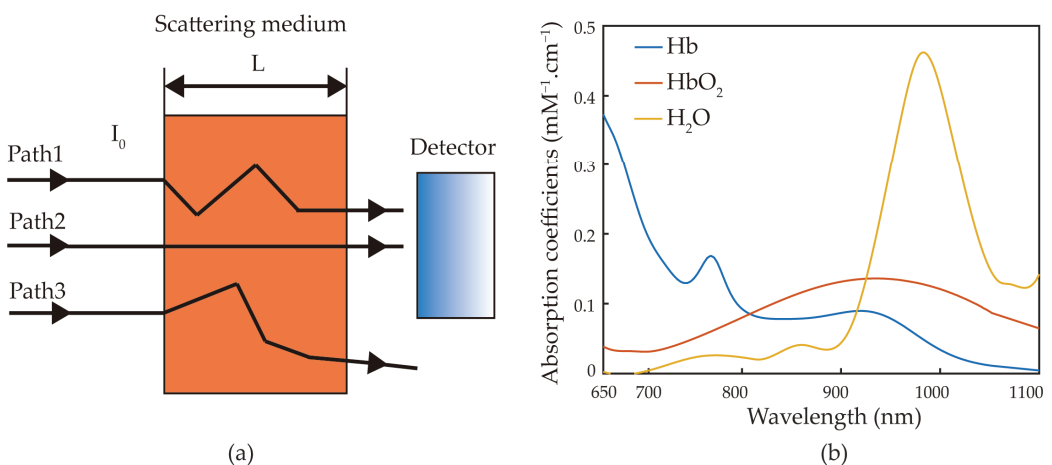 Scattering medium
L
I₀
Path1
Path2
Path3
Detector
(a)
Absorption coefficients (mM⁻¹.cm⁻¹)
0.5
0.4
0.3
0.2
0.1
0
Hb
HbO₂
H₂O
650 700 800 900 1000 1100
Wavelength (nm)
(b)